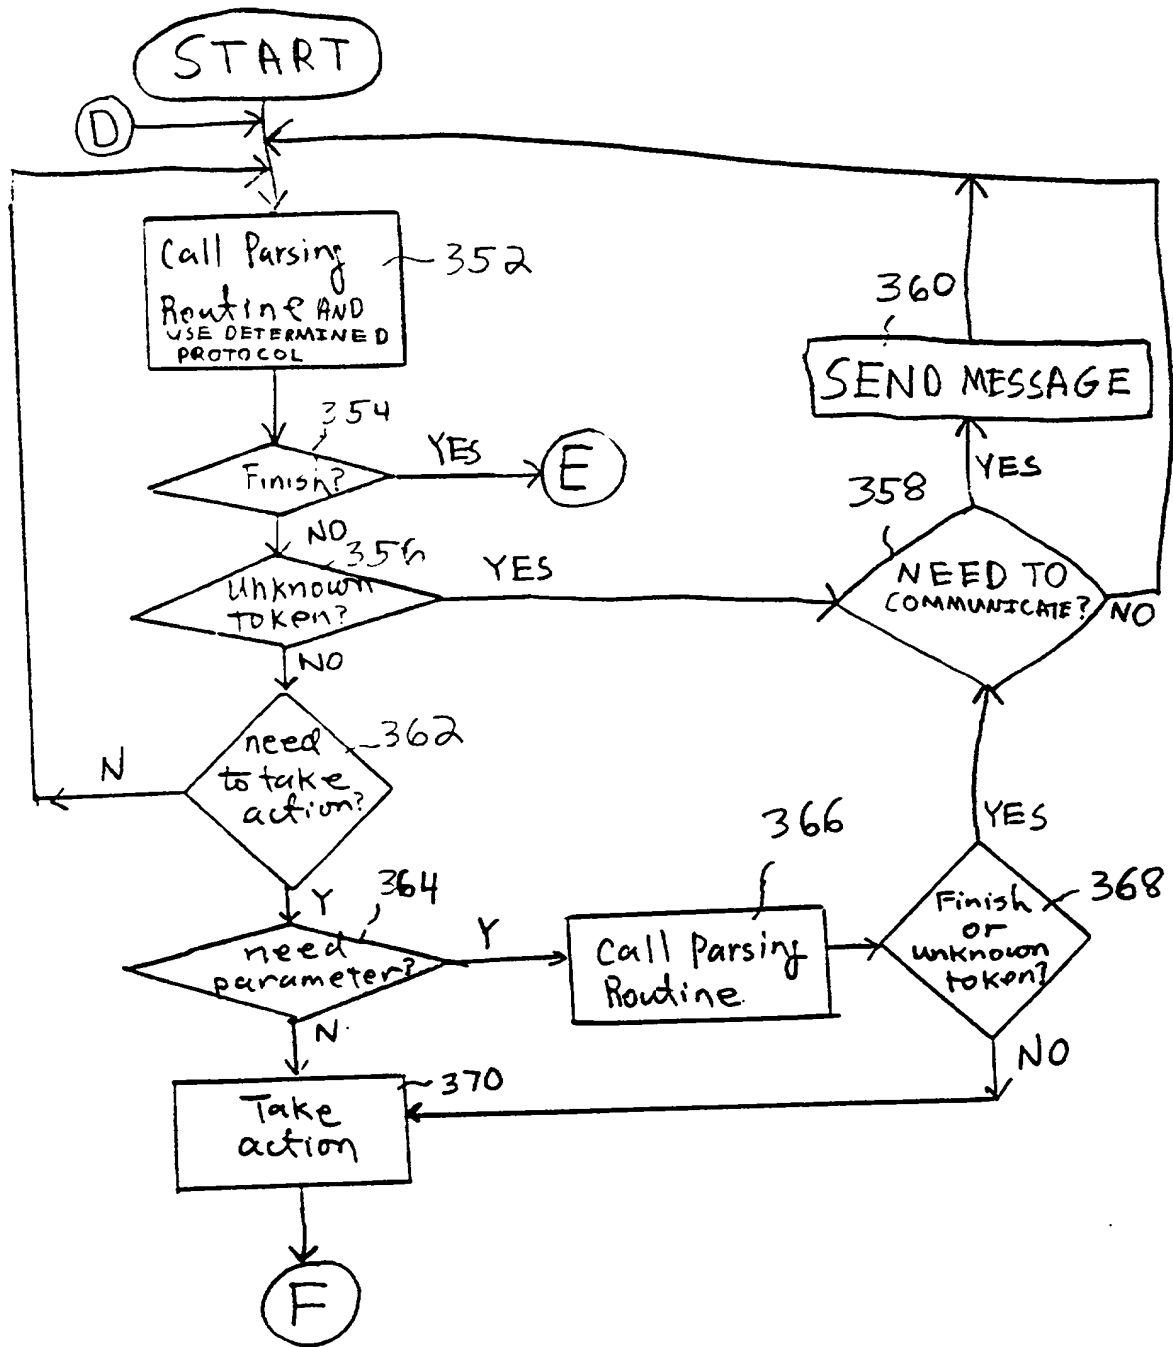 START
D
Call Parsing
Routine AND
USE DETERMINED
PROTOCOL
352
354
Finish?
YES
E
NO
356
Unknown
TOKEN?
YES
NO
need
to take
action?
362
N
Y
364
need
parameter?
Y
N.
366
Call Parsing
Routine
368
Finish
or
unknown
token?
YES
NO
358
NEED TO
COMMUNICATE?
NO
YES
360
SEND MESSAGE
370
Take
action
F